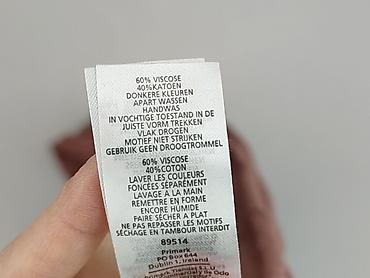 60% VISCOSE
40%KATOEN
DONKERE KLEUREN
APART WASSEN
HANDWAS
IN VOCHTIGE TOESTAND IN DE
JUISTE VORM TREKKEN
VLAK DROGEN
MOTIEF NIET STRIJKEN
GEBRUIK GEEN DROOGTROMMEL
60% VISCOSE
40%COTON
LAVER LES COULEURS
FONCÉES SÉPARÉMENT
LAVAGE A LA MAIN
REMETTRE EN FORME
ENCORE HUMIDE
FAIRE SÉCHER A PLAT
NE PAS REPASSER LES MOTIFS
SÉCHAGE EN TAMBOUR INTERDIT
89514
Primark
PO Box 644
Dublin 1, Ireland
Primark Tiendas S.L.U